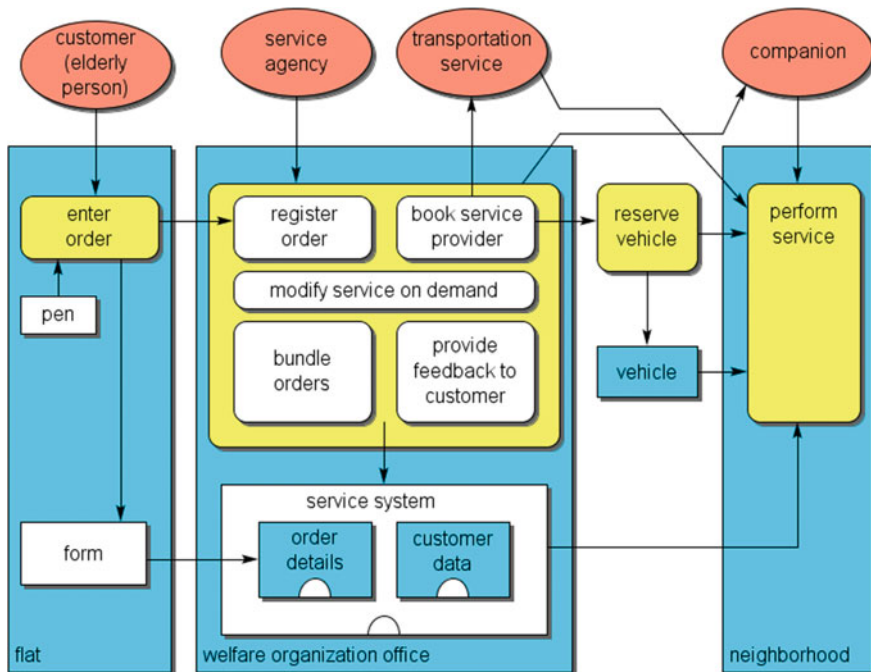 customer
(elderly
person)
service
agency
transportation
service
companion
enter
order
register
order
book service
provider
reserve
vehicle
perform
service
modify service on demand
pen
bundle
orders
provide
feedback to
customer
vehicle
service system
order
details
customer
data
form
flat
welfare organization office
neighborhood